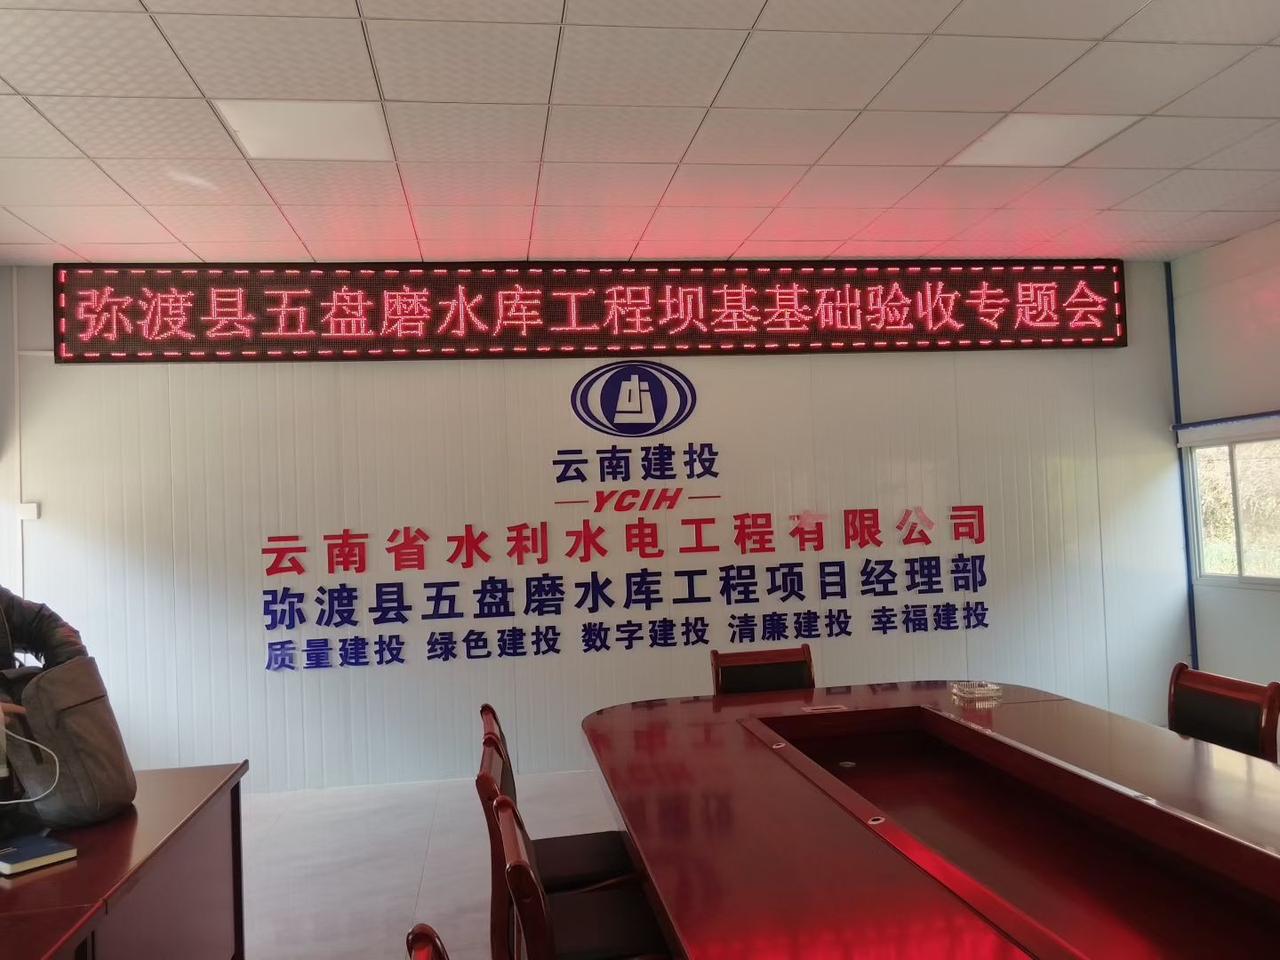 弥渡县五盘磨水库工程坝基基础验收专题会
云南建投
YCIH
云南省水利水电工程有限公司
弥渡县五盘磨水库工程项目经理部
质量建投 绿色建投 数字建投 清廉建投 幸福建投